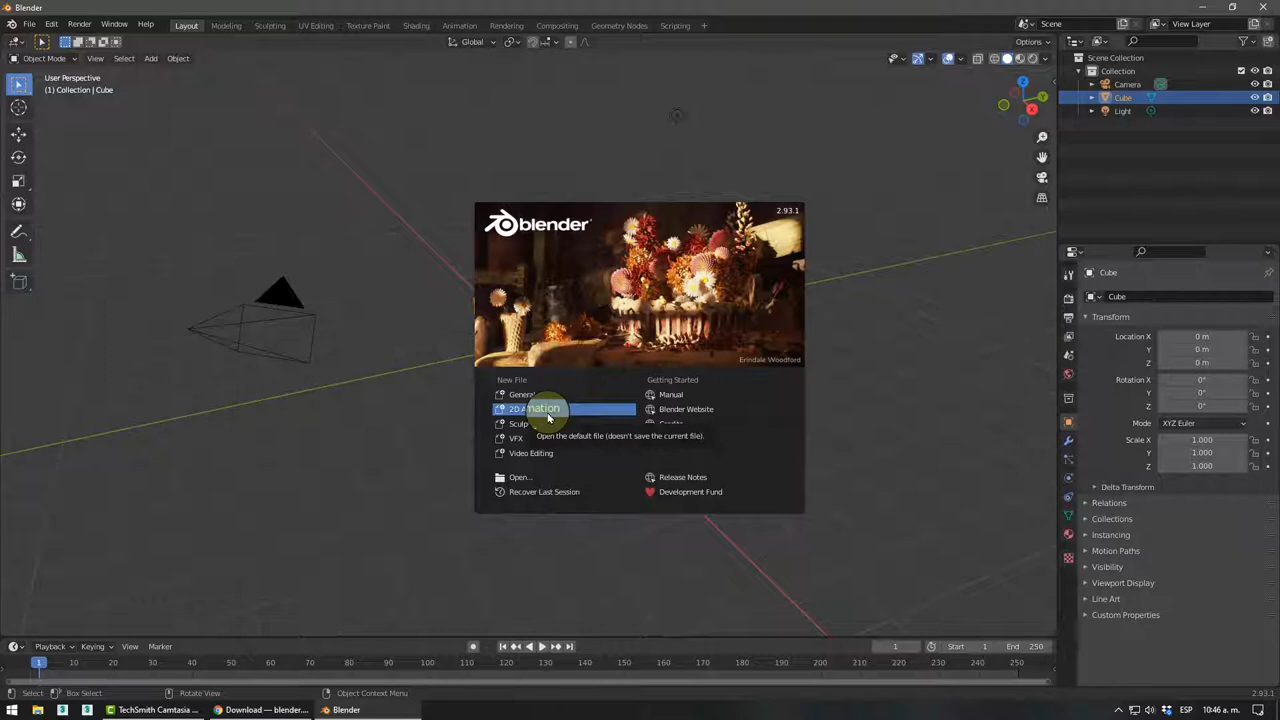 Blender
File Edit Render Window Help
Layout Modeling Sculpting UV Editing Texture Paint Shading Animation Rendering Compositing Geometry Nodes Scripting +
Scene View Layer
Global Options
Object Mode View Select Add Object
User Perspective
(1) Collection | Cube
Scene Collection
Collection
Camera
Cube
Light
Z
Y
X
blender
2.93.1
Erindale Woodford
New File Getting Started
General Manual
2D Animation Blender Website
Sculp
VFX Open the default file (doesn't save the current file).
Video Editing
Open... Release Notes
Recover Last Session Development Fund
Cube
Cube
Transform
Location X 0 m
Y 0 m
Z 0 m
Rotation X 0°
Y 0°
Z 0°
Mode XYZ Euler
Scale X 1.000
Y 1.000
Z 1.000
Delta Transform
Relations
Collections
Instancing
Motion Paths
Visibility
Viewport Display
Line Art
Custom Properties
Playback Keying View Marker 1 Start 1 End 250
1 10 20 30 40 50 60 70 80 90 100 110 120 130 140 150 160 170 180 190 200 210 220 230 240 250
Select Box Select Rotate View Object Context Menu 2.93.1
TechSmith Camtasia ... Download — blender.... Blender ESP 10:46 a. m.